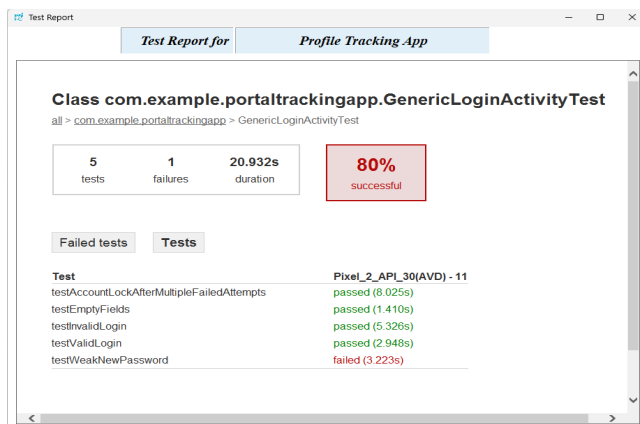 Test Report
Test Report for Profile Tracking App
Class com.example.portaltrackingapp.GenericLoginActivityTest
all > com.example.portaltrackingapp > GenericLoginActivityTest
5 1 20.932s 80%
tests failures duration successful
Failed tests Tests
Test Pixel_2_API_30(AVD) - 11
testAccountLockAfterMultipleFailedAttempts passed (8.025s)
testEmptyFields passed (1.410s)
testInvalidLogin passed (5.326s)
testValidLogin passed (2.948s)
testWeakNewPassword failed (3.223s)